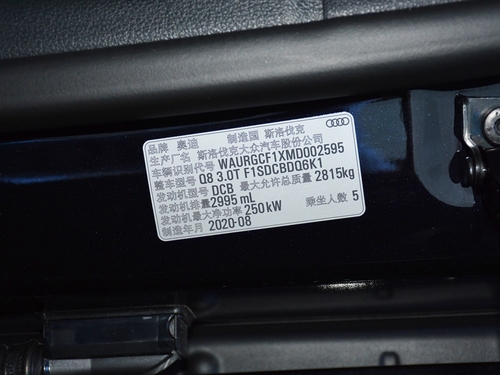 品牌 奥迪 制造国 斯洛伐克
生产厂名 斯洛伐克大众汽车股份公司
车辆识别代号 WAURGCF1XMD002595
整车型号 Q8 3.0T F1SDCBDQGK1
发动机型号 DCB 最大允许总质量 2815kg
发动机排量 2995 mL
发动机最大净功率 250kW 乘坐人数 5
制造年月 2020-08